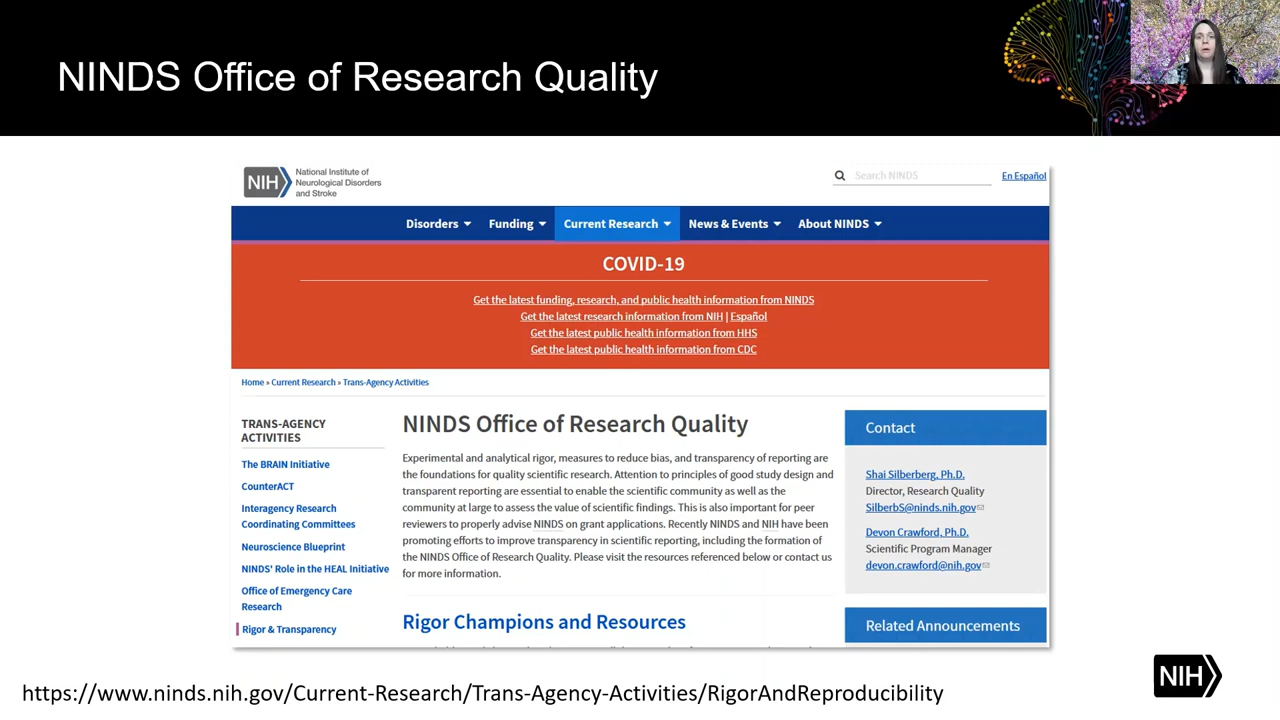 NINDS Office of Research Quality
NIH
National Institute of
Neurological Disorders
and Stroke
Search NINDS
En Español
Disorders
Funding
Current Research
News & Events
About NINDS
COVID-19
Get the latest funding, research, and public health information from NINDS
Get the latest research information from NIH | Español
Get the latest public health information from HHS
Get the latest public health information from CDC
Home » Current Research » Trans-Agency Activities
TRANS-AGENCY
ACTIVITIES
The BRAIN Initiative
CounterACT
Interagency Research
Coordinating Committees
Neuroscience Blueprint
NINDS' Role in the HEAL Initiative
Office of Emergency Care
Research
Rigor & Transparency
NINDS Office of Research Quality
Experimental and analytical rigor, measures to reduce bias, and transparency of reporting are
the foundations for quality scientific research. Attention to principles of good study design and
transparent reporting are essential to enable the scientific community as well as the
community at large to assess the value of scientific findings. This is also important for peer
reviewers to properly advise NINDS on grant applications. Recently NINDS and NIH have been
promoting efforts to improve transparency in scientific reporting, including the formation of
the NINDS Office of Research Quality. Please visit the resources referenced below or contact us
for more information.
Rigor Champions and Resources
Contact
Shai Silberberg, Ph.D.
Director, Research Quality
SilberbS@ninds.nih.gov
Devon Crawford, Ph.D.
Scientific Program Manager
devon.crawford@nih.gov
Related Announcements
https://www.ninds.nih.gov/Current-Research/Trans-Agency-Activities/RigorAndReproducibility
NIH